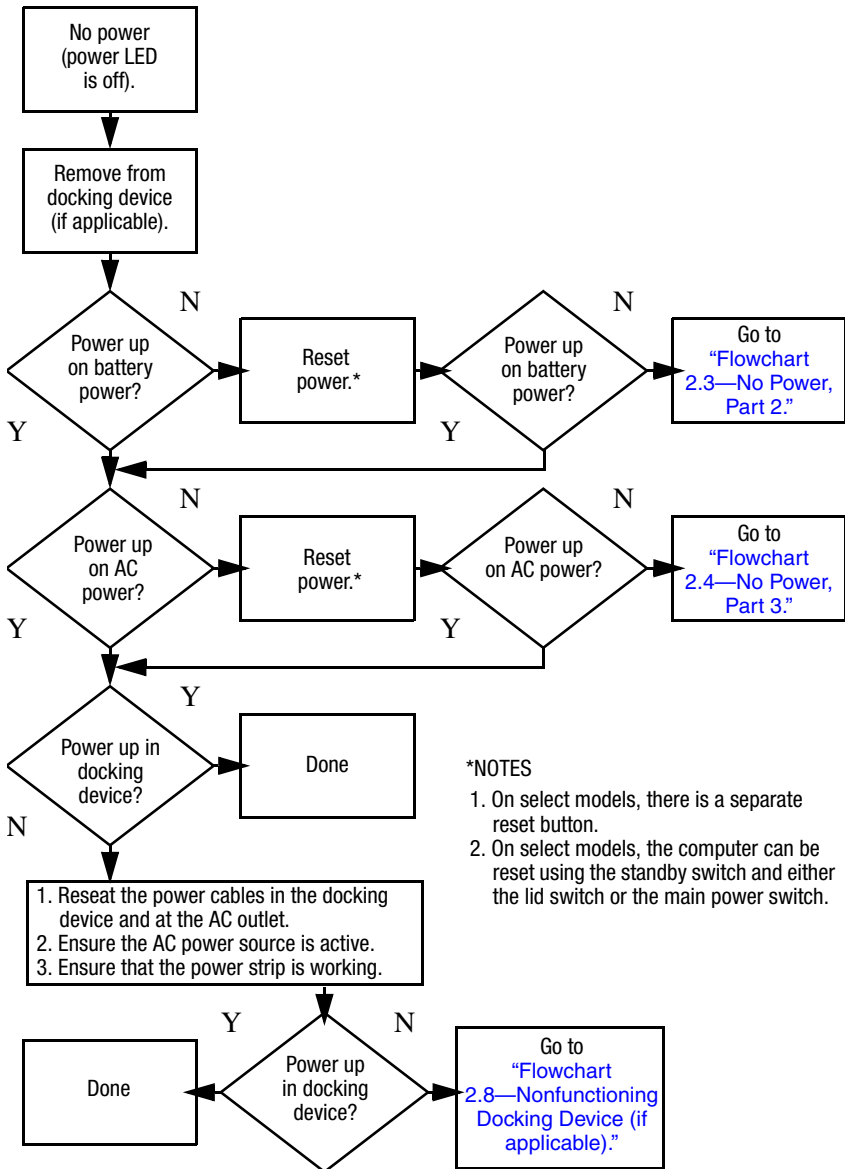 No power
(power LED
is off).
Remove from
docking device
(if applicable).
N
N
Power up
on battery
power?
Reset
power.*
Power up
on battery
power?
Go to
“Flowchart
2.3—No Power,
Part 2.”
Y
Y
N
N
Power up
on AC
power?
Reset
power.*
Power up
on AC power?
Go to
“Flowchart
2.4—No Power,
Part 3.”
Y
Y
Y
Power up in
docking
device?
Done
N
*NOTES
1. On select models, there is a separate
reset button.
2. On select models, the computer can be
reset using the standby switch and either
the lid switch or the main power switch.
1. Reseat the power cables in the docking
device and at the AC outlet.
2. Ensure the AC power source is active.
3. Ensure that the power strip is working.
Y
N
Done
Power up
in docking
device?
Go to
“Flowchart
2.8—Nonfunctioning
Docking Device (if
applicable).”